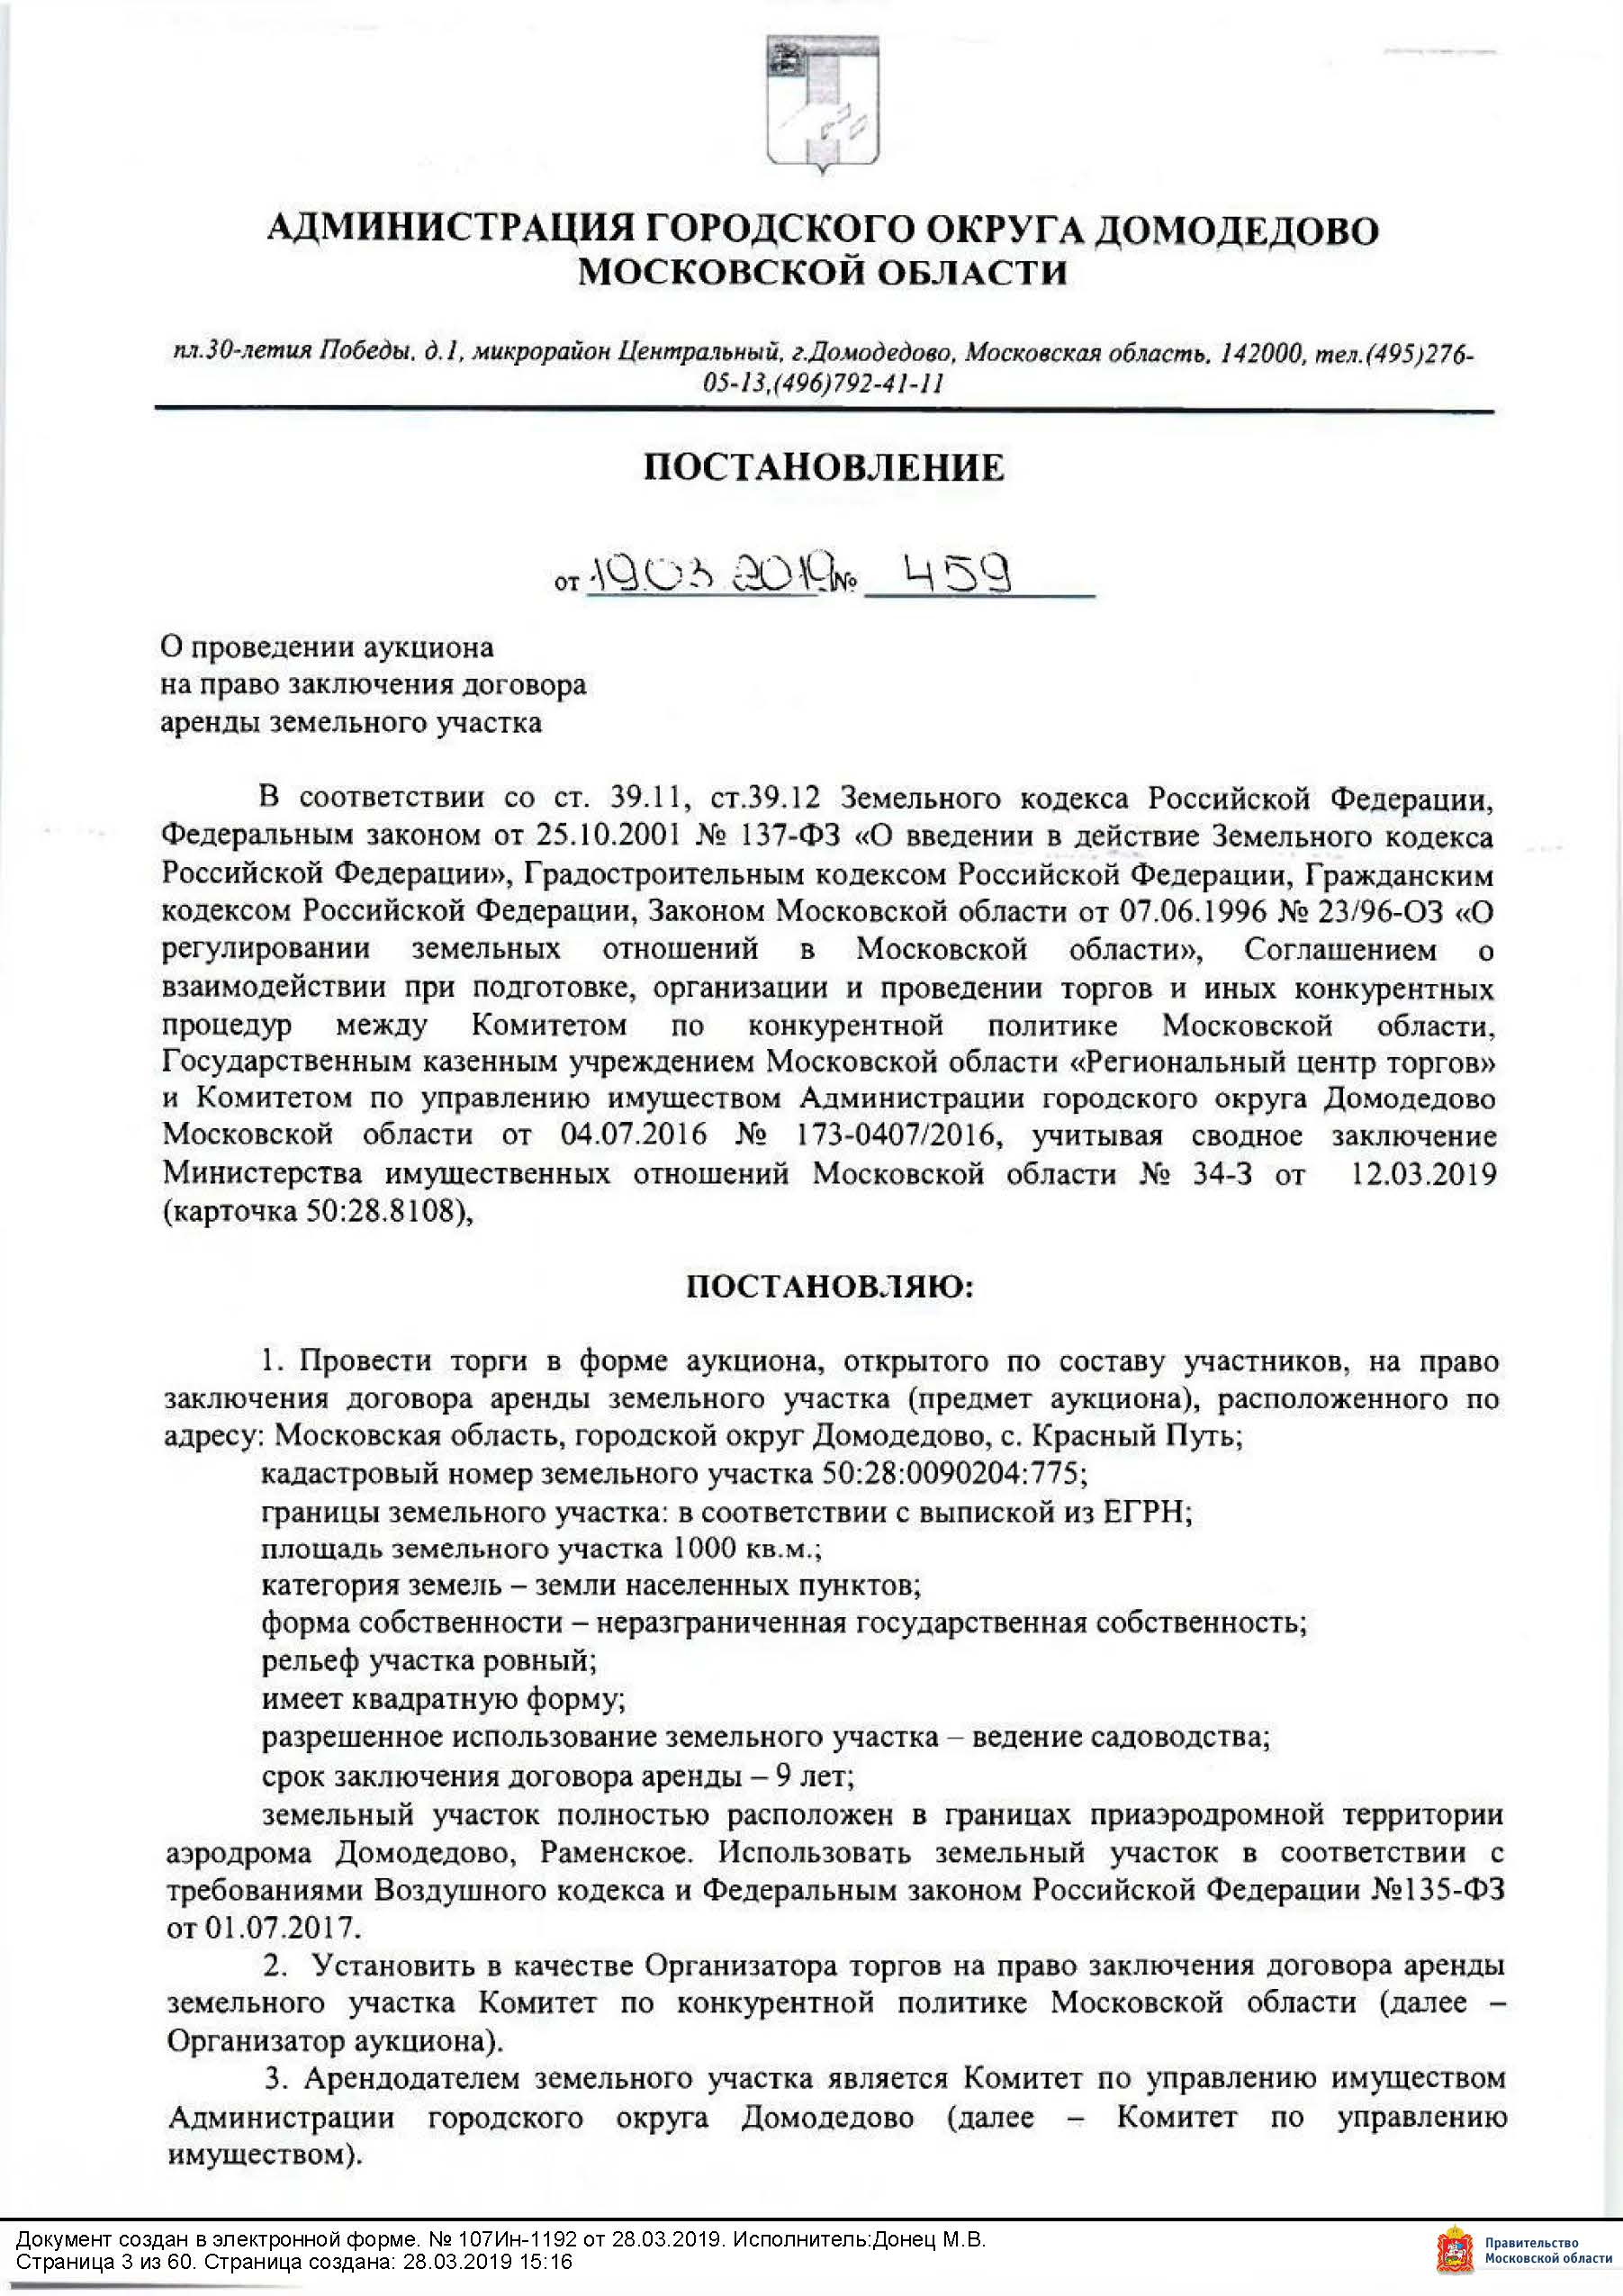 АДМИНИСТРАЦИЯ ГОРОДСКОГО ОКРУГА ДОМОДЕДОВО
МОСКОВСКОЙ ОБЛАСТИ
пл.30-летия Победы, д.1, микрорайон Центральный, г.Домодедово, Московская область, 142000, тел.(495)276-
05-13,(496)792-41-11
ПОСТАНОВЛЕНИЕ
от 19.03.2019 № 459
О проведении аукциона
на право заключения договора
аренды земельного участка
В соответствии со ст. 39.11, ст.39.12 Земельного кодекса Российской Федерации,
Федеральным законом от 25.10.2001 № 137-ФЗ «О введении в действие Земельного кодекса
Российской Федерации», Градостроительным кодексом Российской Федерации, Гражданским
кодексом Российской Федерации, Законом Московской области от 07.06.1996 № 23/96-ОЗ «О
регулировании земельных отношений в Московской области», Соглашением о
взаимодействии при подготовке, организации и проведении торгов и иных конкурентных
процедур между Комитетом по конкурентной политике Московской области,
Государственным казенным учреждением Московской области «Региональный центр торгов»
и Комитетом по управлению имуществом Администрации городского округа Домодедово
Московской области от 04.07.2016 № 173-0407/2016, учитывая сводное заключение
Министерства имущественных отношений Московской области № 34-З от 12.03.2019
(карточка 50:28.8108),
ПОСТАНОВЛЯЮ:
1. Провести торги в форме аукциона, открытого по составу участников, на право
заключения договора аренды земельного участка (предмет аукциона), расположенного по
адресу: Московская область, городской округ Домодедово, с. Красный Путь;
кадастровый номер земельного участка 50:28:0090204:775;
границы земельного участка: в соответствии с выпиской из ЕГРН;
площадь земельного участка 1000 кв.м.;
категория земель – земли населенных пунктов;
форма собственности – неразграниченная государственная собственность;
рельеф участка ровный;
имеет квадратную форму;
разрешенное использование земельного участка – ведение садоводства;
срок заключения договора аренды – 9 лет;
земельный участок полностью расположен в границах приаэродромной территории
аэродрома Домодедово, Раменское. Использовать земельный участок в соответствии с
требованиями Воздушного кодекса и Федеральным законом Российской Федерации №135-ФЗ
от 01.07.2017.
2. Установить в качестве Организатора торгов на право заключения договора аренды
земельного участка Комитет по конкурентной политике Московской области (далее –
Организатор аукциона).
3. Арендодателем земельного участка является Комитет по управлению имуществом
Администрации городского округа Домодедово (далее – Комитет по управлению
имуществом).
Документ создан в электронной форме. № 107Ин-1192 от 28.03.2019. Исполнитель:Донец М.В.
Страница 3 из 60. Страница создана: 28.03.2019 15:16
Правительство
Московской области